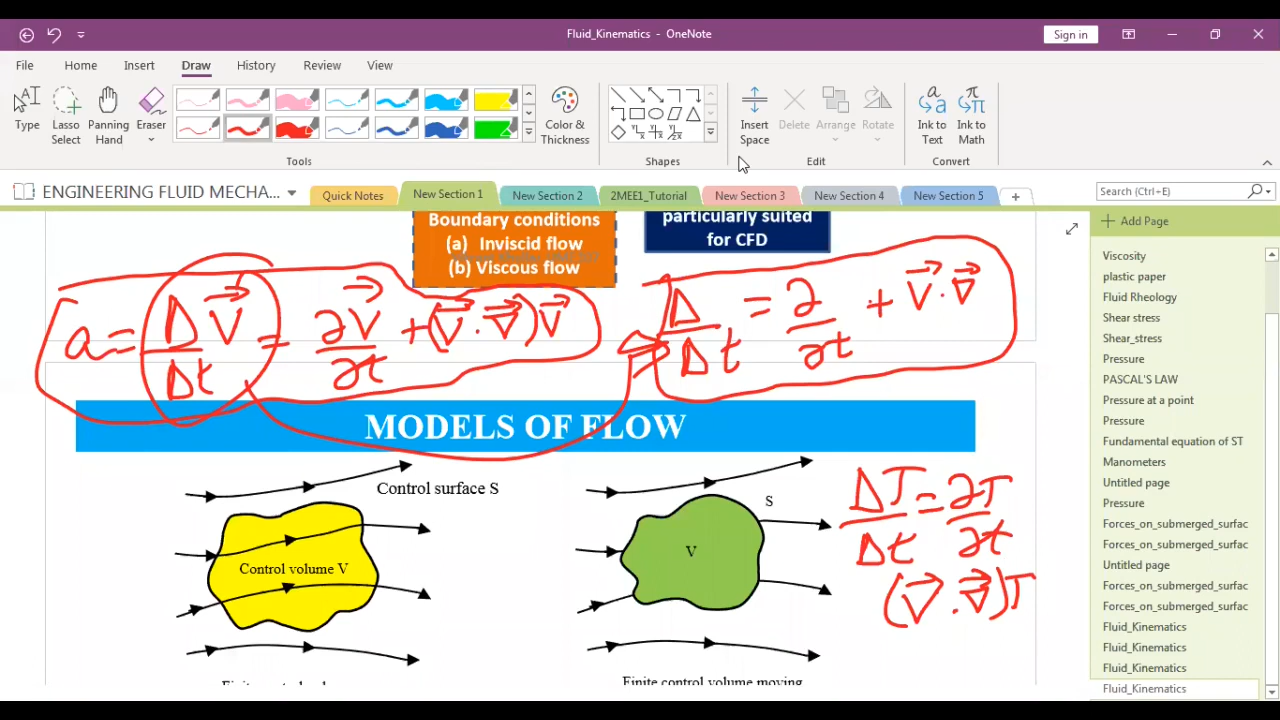 Fluid_Kinematics - OneNote
Sign in
File Home Insert Draw History Review View
Type
Lasso Select
Panning Hand
Eraser
Color & Thickness
Insert Space
Delete
Arrange
Rotate
Ink to Text
Ink to Math
Tools
Shapes
Edit
Convert
ENGINEERING FLUID MECHA...
Quick Notes
New Section 1
New Section 2
2MEE1_Tutorial
New Section 3
New Section 4
New Section 5
Search (Ctrl+E)
Boundary conditions
(a) Inviscid flow
(b) Viscous flow
particularly suited
for CFD
a = ΔV⃗/Δt = ∂V⃗/∂t + (V⃗ · ∇⃗)V⃗
Δ/Δt = ∂/∂t + V⃗ · ∇⃗
MODELS OF FLOW
Control surface S
Control volume V
S
V
ΔT/Δt = ∂T/∂t
(V⃗ · ∇⃗)T
Finite control volume moving
Add Page
Viscosity
plastic paper
Fluid Rheology
Shear stress
Shear_stress
Pressure
PASCAL'S LAW
Pressure at a point
Pressure
Fundamental equation of ST
Manometers
Untitled page
Pressure
Forces_on_submerged_surfac
Forces_on_submerged_surfac
Untitled page
Forces_on_submerged_surfac
Forces_on_submerged_surfac
Fluid_Kinematics
Fluid_Kinematics
Fluid_Kinematics
Fluid_Kinematics